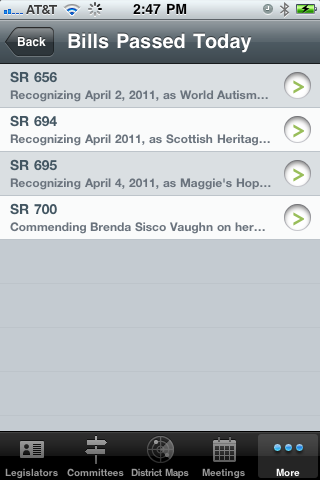 AT&T 2:47 PM
Back Bills Passed Today
SR 656
Recognizing April 2, 2011, as World Autism...
SR 694
Recognizing April 2011, as Scottish Heritag...
SR 695
Recognizing April 4, 2011, as Maggie's Hop...
SR 700
Commending Brenda Sisco Vaughn on her...
Legislators Committees District Maps Meetings More